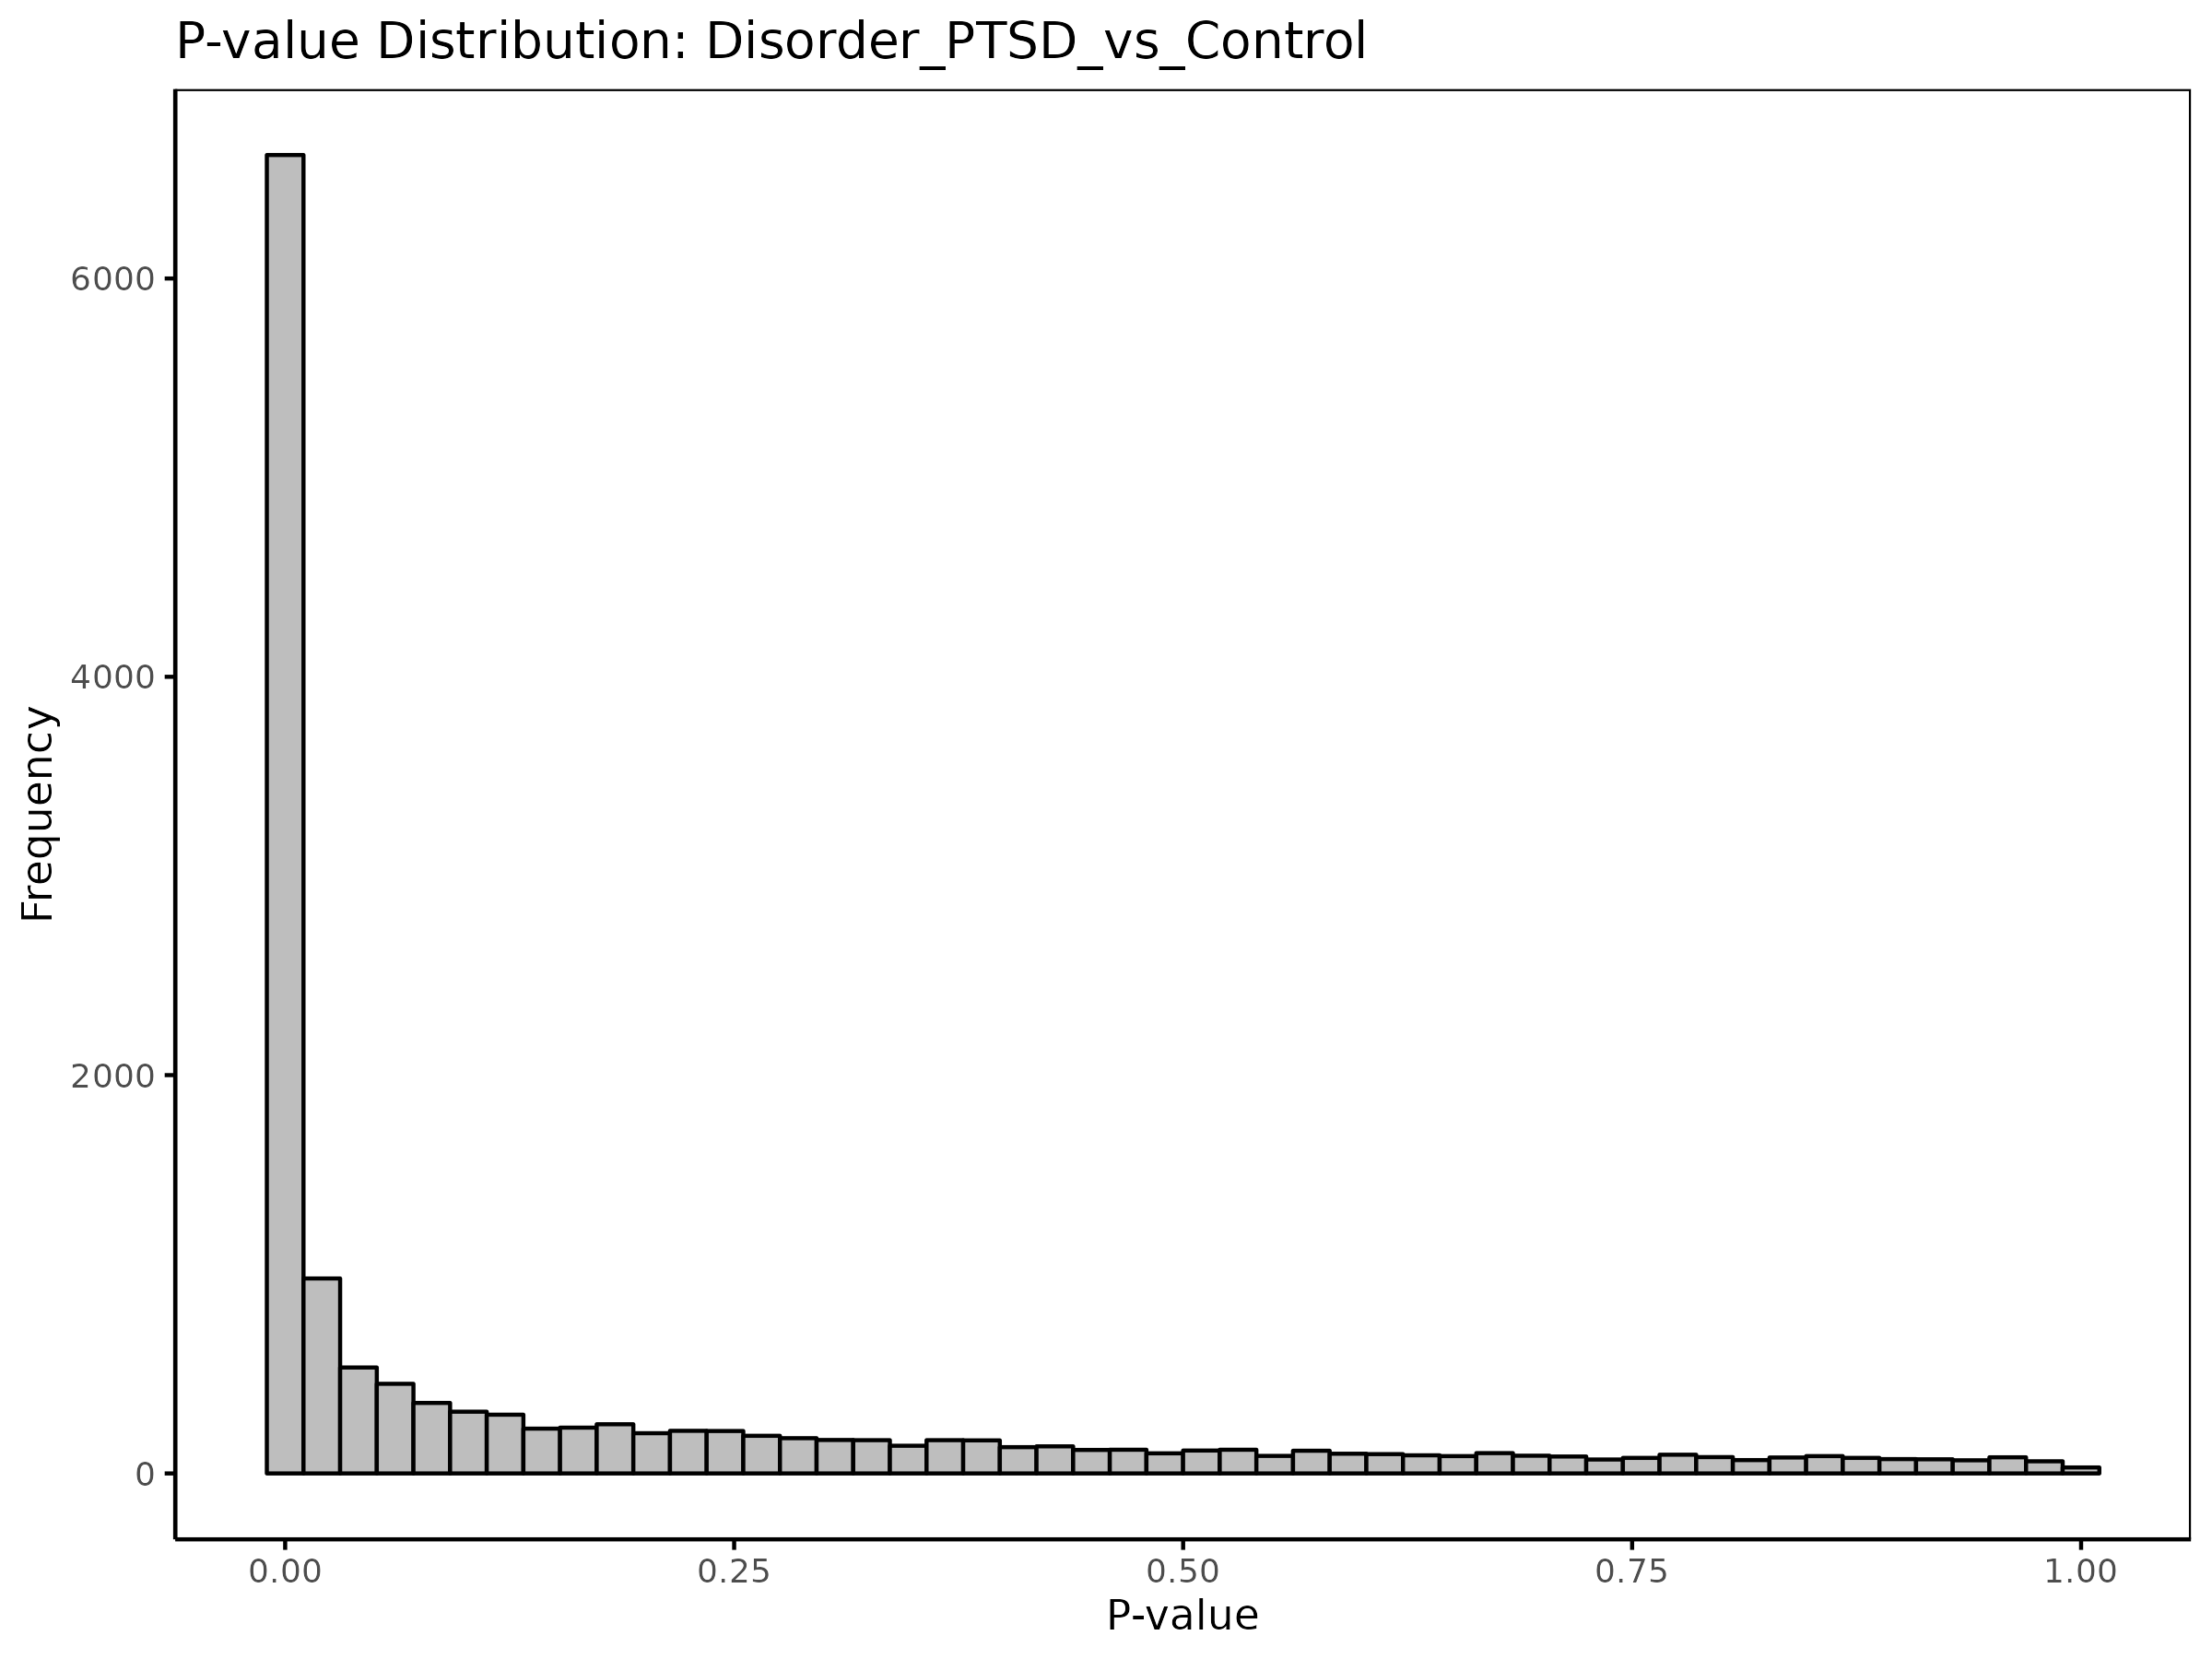 P-value Distribution: Disorder_PTSD_vs_Control
Frequency
6000
4000
2000
0
0.00 0.25 0.50 0.75 1.00
P-value